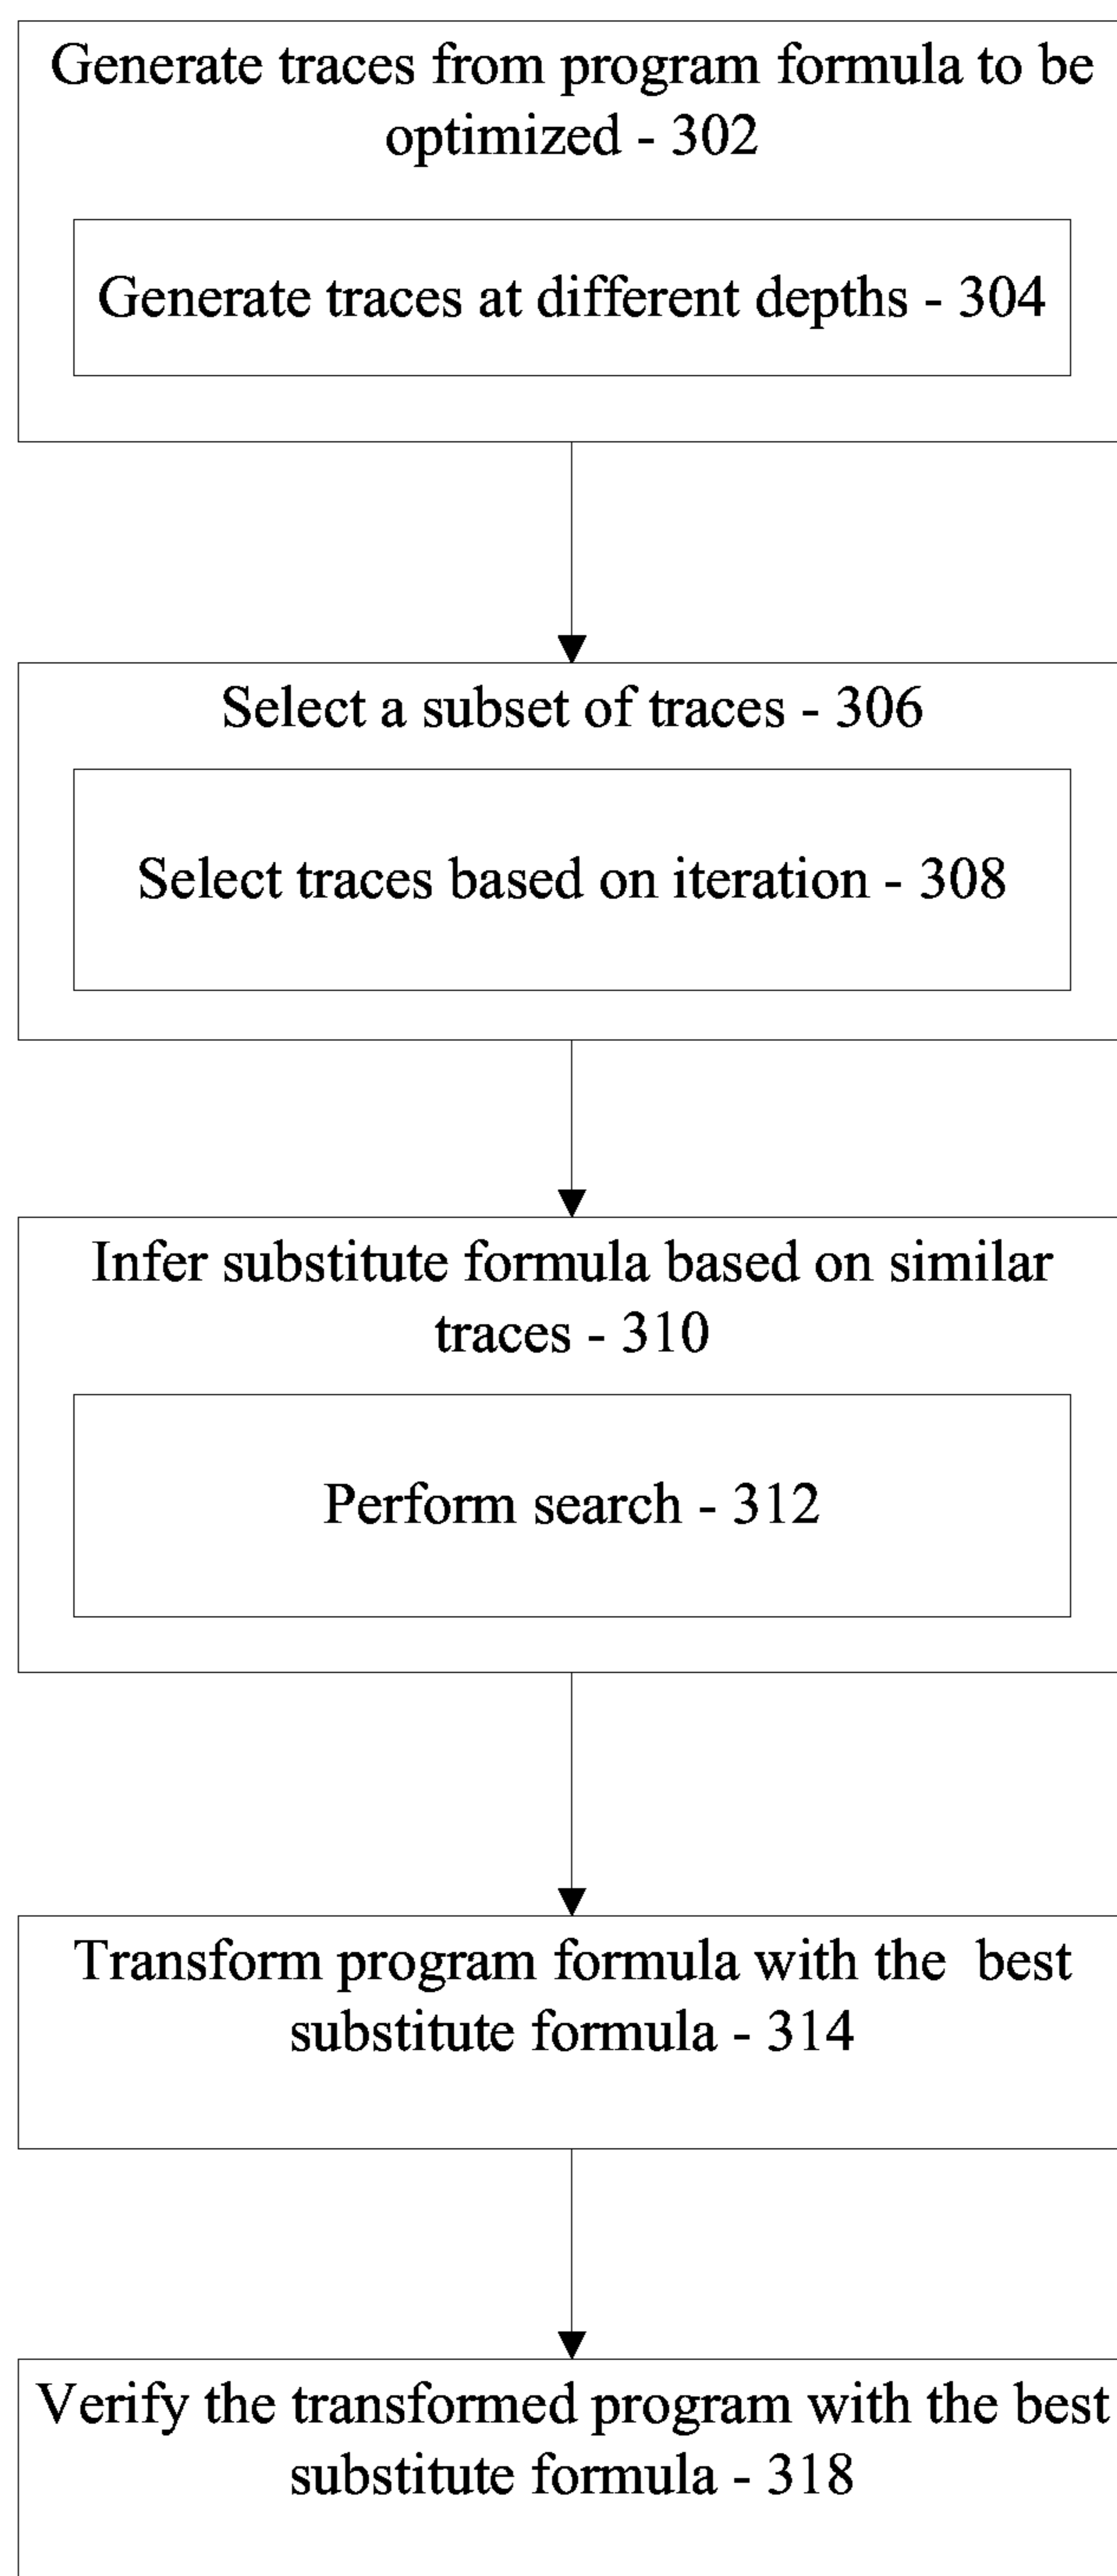 Generate traces from program formula to be
optimized - 302
Generate traces at different depths - 304
Select a subset of traces - 306
Select traces based on iteration - 308
Infer substitute formula based on similar
traces - 310
Perform search - 312
Transform program formula with the  best
substitute formula - 314
Verify the transformed program with the best
substitute formula - 318